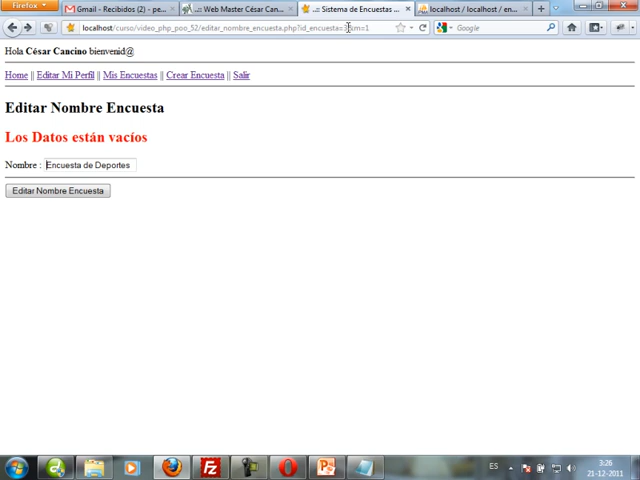 Firefox
Gmail - Recibidos (2) - pe...
..:: Web Master César Can...
..:: Sistema de Encuestas ...
localhost / localhost / en...
localhost/curso/video_php_poo_52/editar_nombre_encuesta.php?id_encuesta=
m=1
Google
Hola César Cancino bienvenid@
Home || Editar Mi Perfil || Mis Encuestas || Crear Encuesta || Salir
Editar Nombre Encuesta
Los Datos están vacíos
Nombre : Encuesta de Deportes
Editar Nombre Encuesta
ES
3:26
21-12-2011